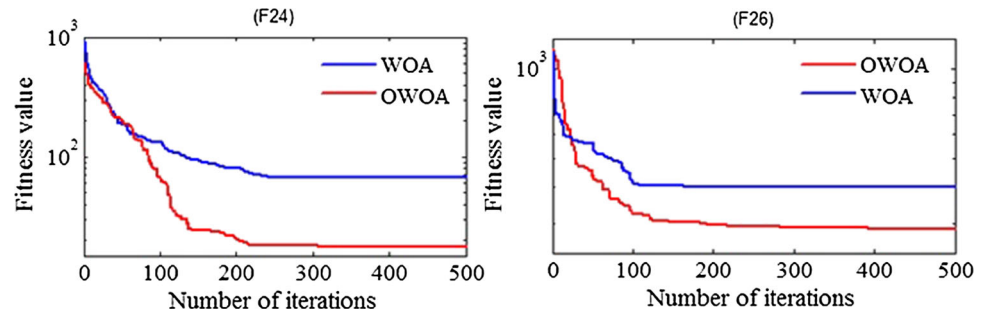 (F24)
10³
10²
Fitness value
WOA
OWOA
0 100 200 300 400 500
Number of iterations
(F26)
10³
Fitness value
OWOA
WOA
0 100 200 300 400 500
Number of iterations